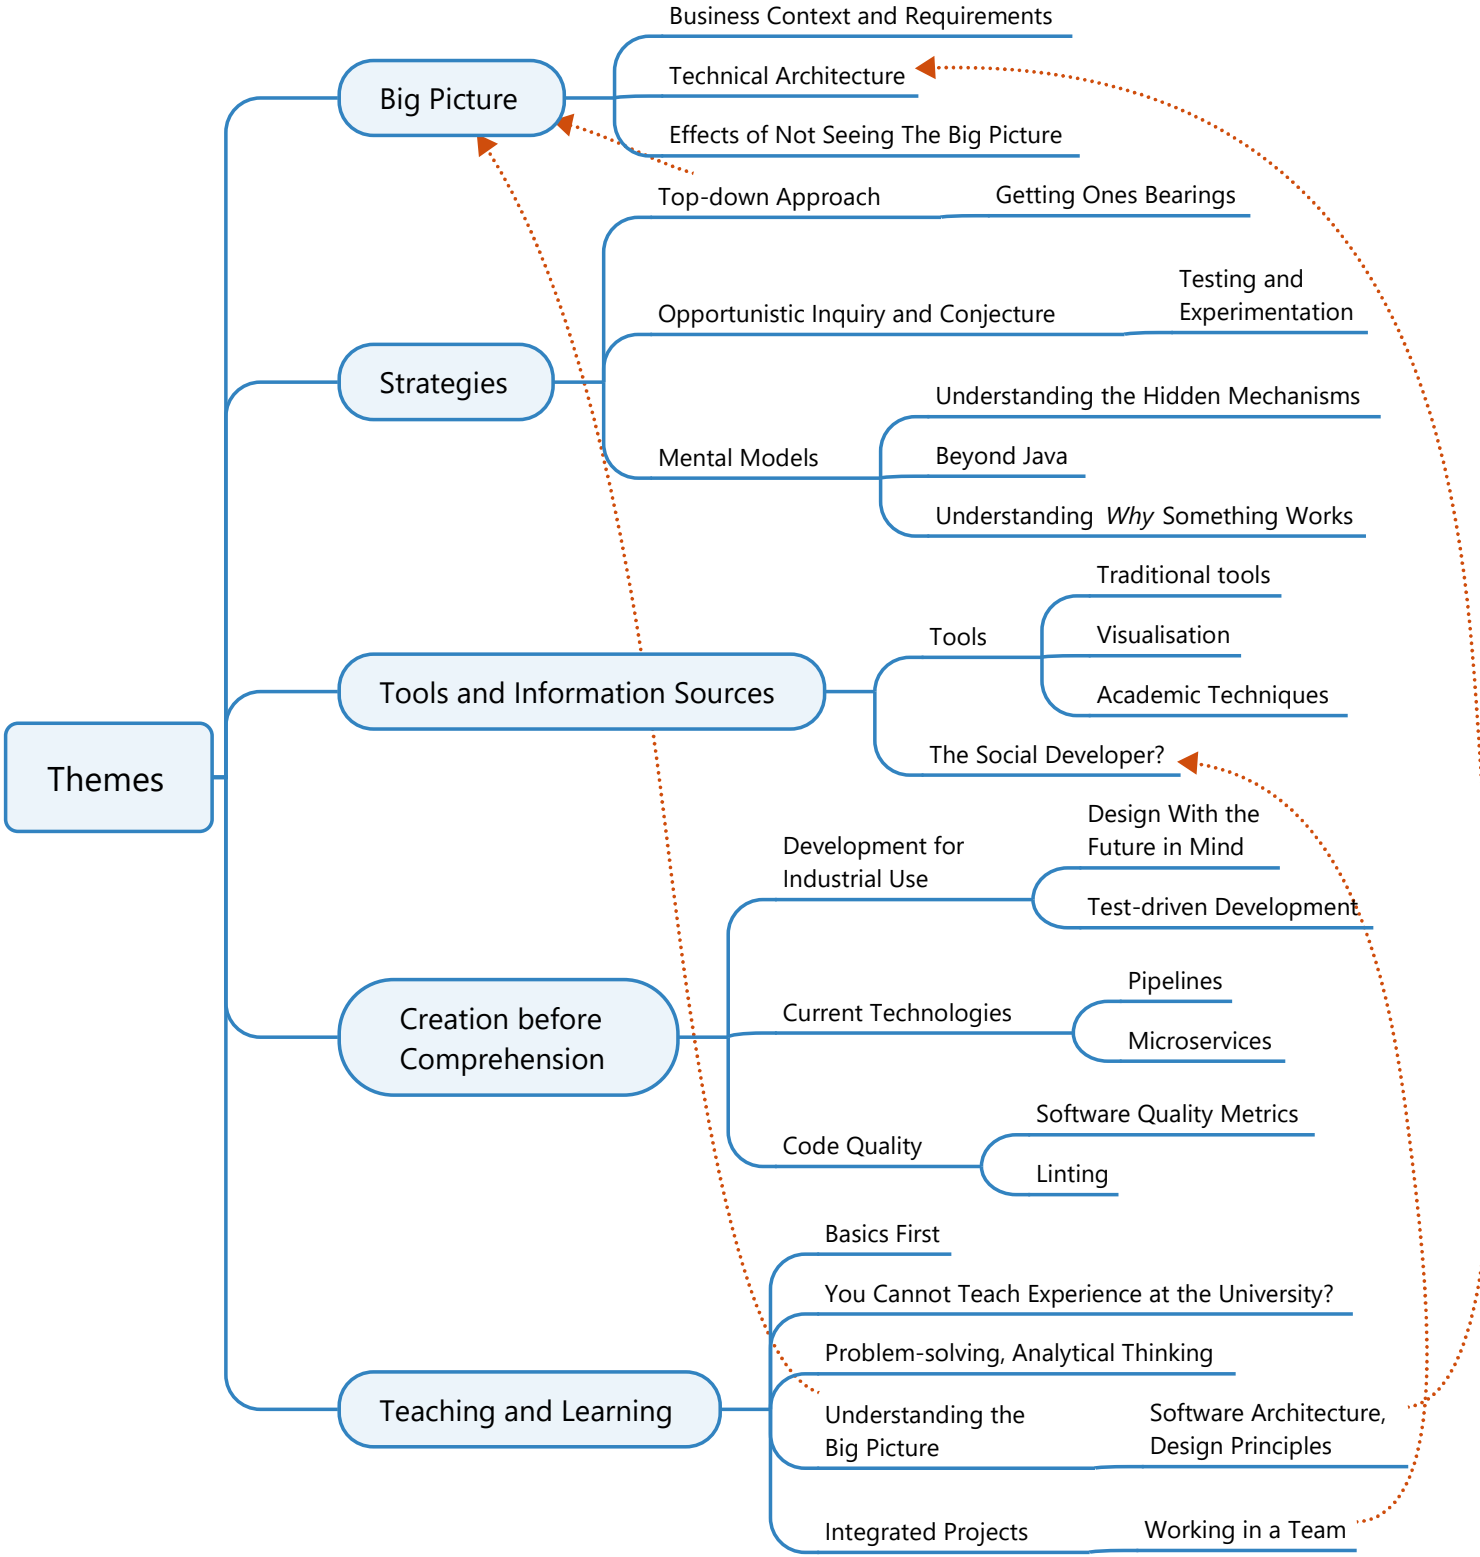 Themes
Big Picture
Business Context and Requirements
Technical Architecture
Effects of Not Seeing The Big Picture
Strategies
Top-down Approach
Getting Ones Bearings
Opportunistic Inquiry and Conjecture
Testing and
Experimentation
Mental Models
Understanding the Hidden Mechanisms
Beyond Java
Understanding Why Something Works
Tools and Information Sources
Tools
Traditional tools
Visualisation
Academic Techniques
The Social Developer?
Creation before
Comprehension
Development for
Industrial Use
Design With the
Future in Mind
Test-driven Development
Current Technologies
Pipelines
Microservices
Code Quality
Software Quality Metrics
Linting
Teaching and Learning
Basics First
You Cannot Teach Experience at the University?
Problem-solving, Analytical Thinking
Understanding the
Big Picture
Software Architecture,
Design Principles
Integrated Projects
Working in a Team